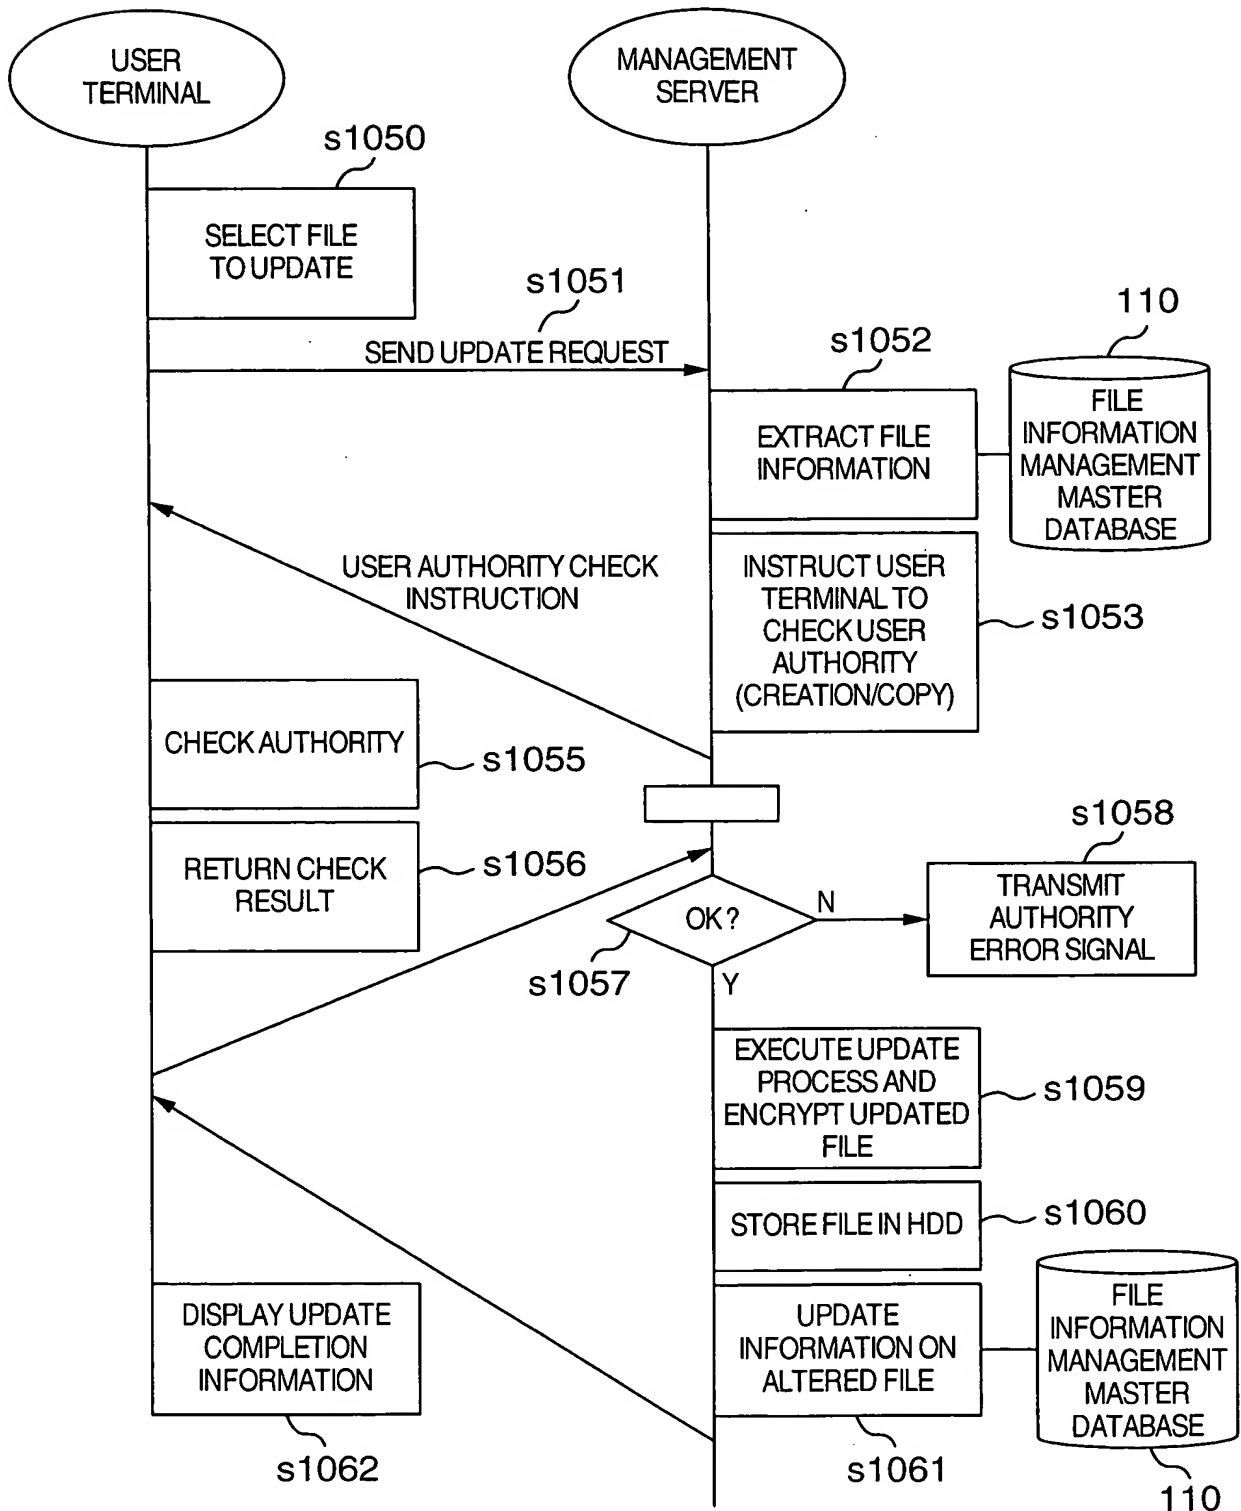 USER
TERMINAL
MANAGEMENT
SERVER
s1050
SELECT FILE
TO UPDATE
s1051
SEND UPDATE REQUEST
s1052
EXTRACT FILE
INFORMATION
110
FILE
INFORMATION
MANAGEMENT
MASTER
DATABASE
USER AUTHORITY CHECK
INSTRUCTION
INSTRUCT USER
TERMINAL TO
CHECK USER
AUTHORITY
(CREATION/COPY)
s1053
CHECK AUTHORITY
s1055
RETURN CHECK
RESULT
s1056
OK?
N
Y
s1057
s1058
TRANSMIT
AUTHORITY
ERROR SIGNAL
EXECUTE UPDATE
PROCESS AND
ENCRYPT UPDATED
FILE
s1059
STORE FILE IN HDD
s1060
DISPLAY UPDATE
COMPLETION
INFORMATION
s1062
UPDATE
INFORMATION ON
ALTERED FILE
s1061
FILE
INFORMATION
MANAGEMENT
MASTER
DATABASE
110